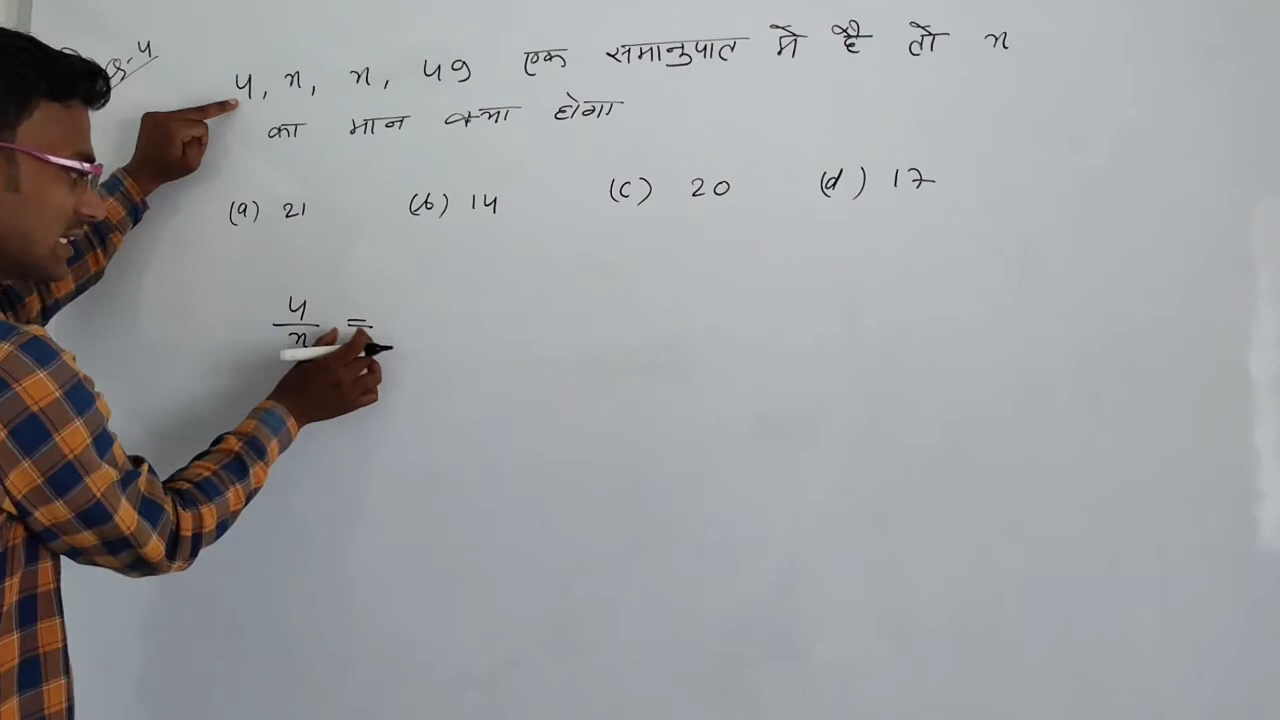 4, x, x, 49 एक समानुपात मे है तो x
का मान क्या होगा
(a) 21 (b) 14 (c) 20 (d) 17
4
x =